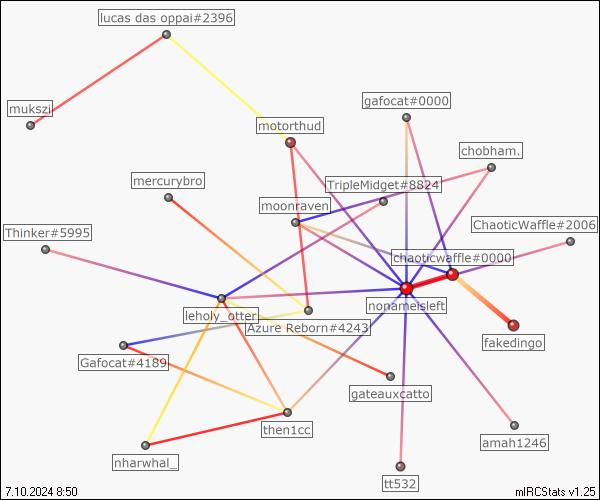 lucas das oppai#2396
mukszi
gafocat#0000
motorthud
chobham.
mercurybro
TripleMidget#8824
moonraven
ChaoticWaffle#2006
Thinker#5995
chaoticwaffle#0000
nonameisleft
leholy_otter
Azure Reborn#4243
fakedingo
Gafocat#4189
gateauxcatto
then1cc
amah1246
nharwhal_
tt532
7.10.2024 8:50
mIRCStats v1.25